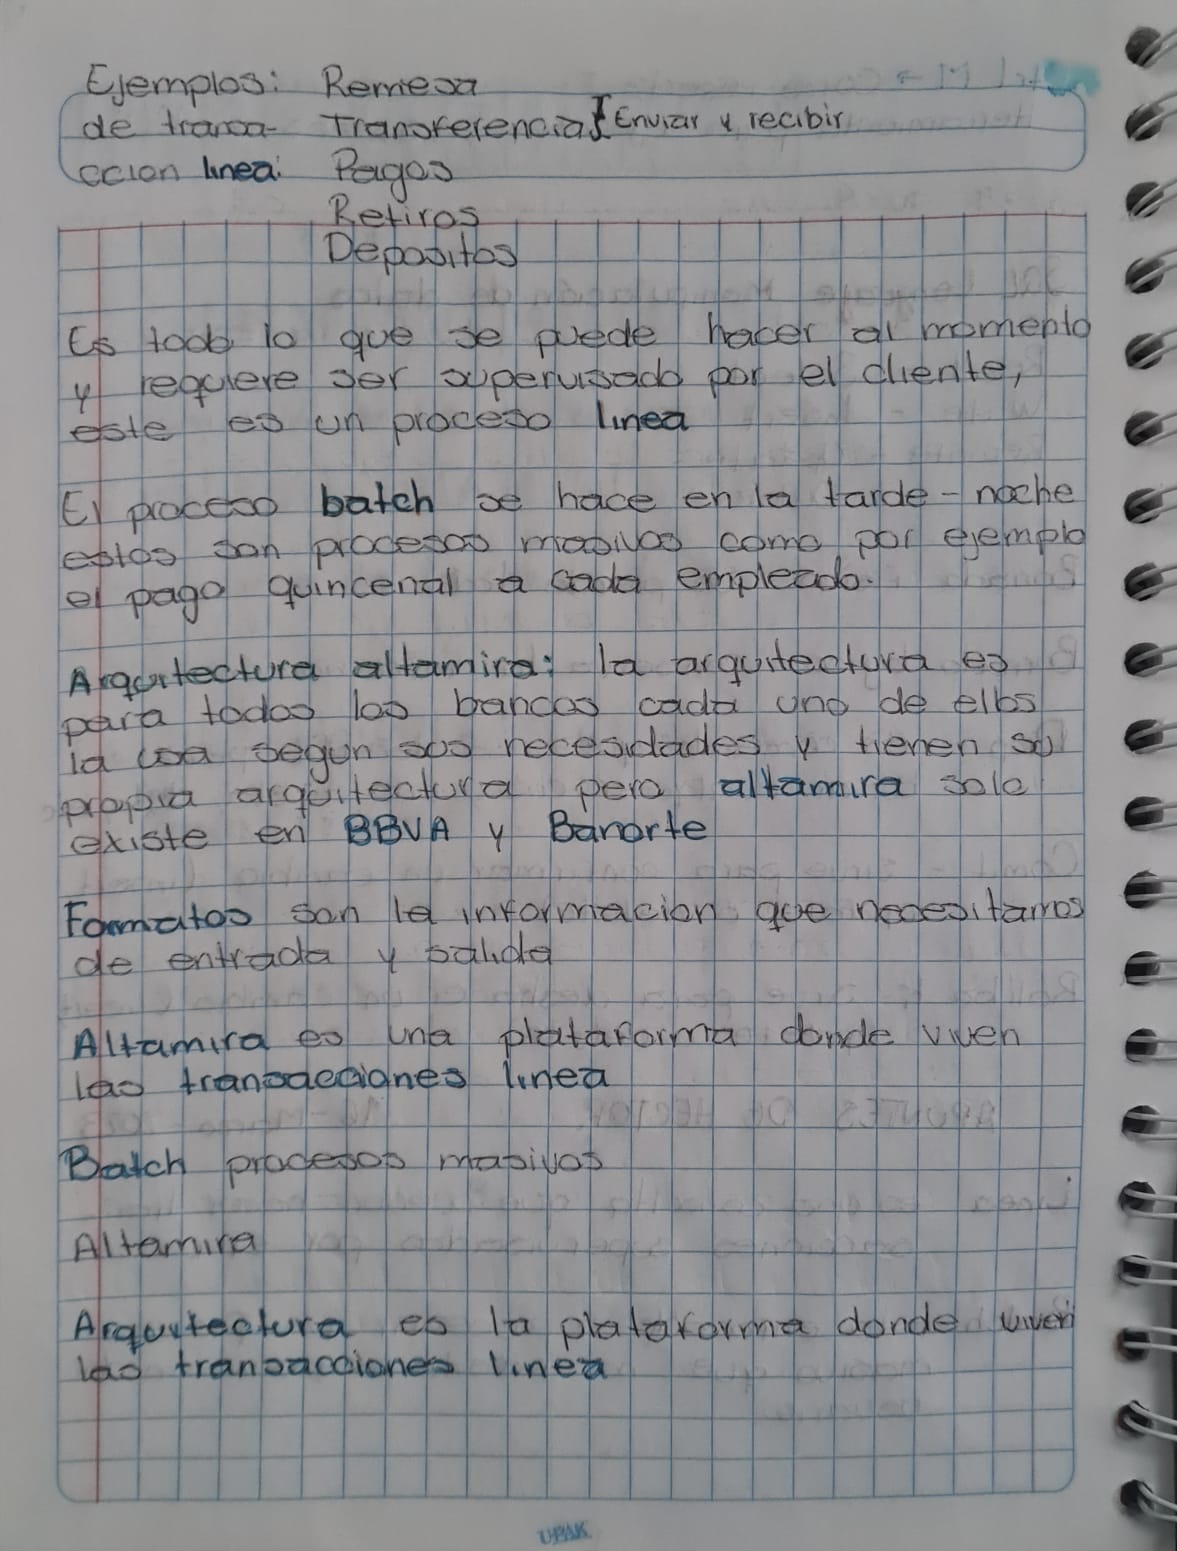 Ejemplos: Remesa
de transa- Transferencias Enviar y recibir
ccion linea: Pagos
Retiros
Depositos
Es todo lo que se puede hacer al momento
y requiere ser supervisado por el cliente,
este es un proceso linea
El proceso batch se hace en la tarde - noche
estos son procesos masivos como por ejemplo
el pago quincenal a cada empleado.
Arquitectura altamira: la arquitectura es
para todos los bancos cada uno de ellos
la usa segun sus necesidades y tienen su
propia arquitectura pero altamira solo
existe en BBVA y Banorte
Formatos son la informacion que necesitamos
de entrada y salida
Altamira es una plataforma donde viven
las transacciones linea
Batch procesos masivos
Altamira
Arquitectura es la plataforma donde viven
las transacciones linea
UPAK